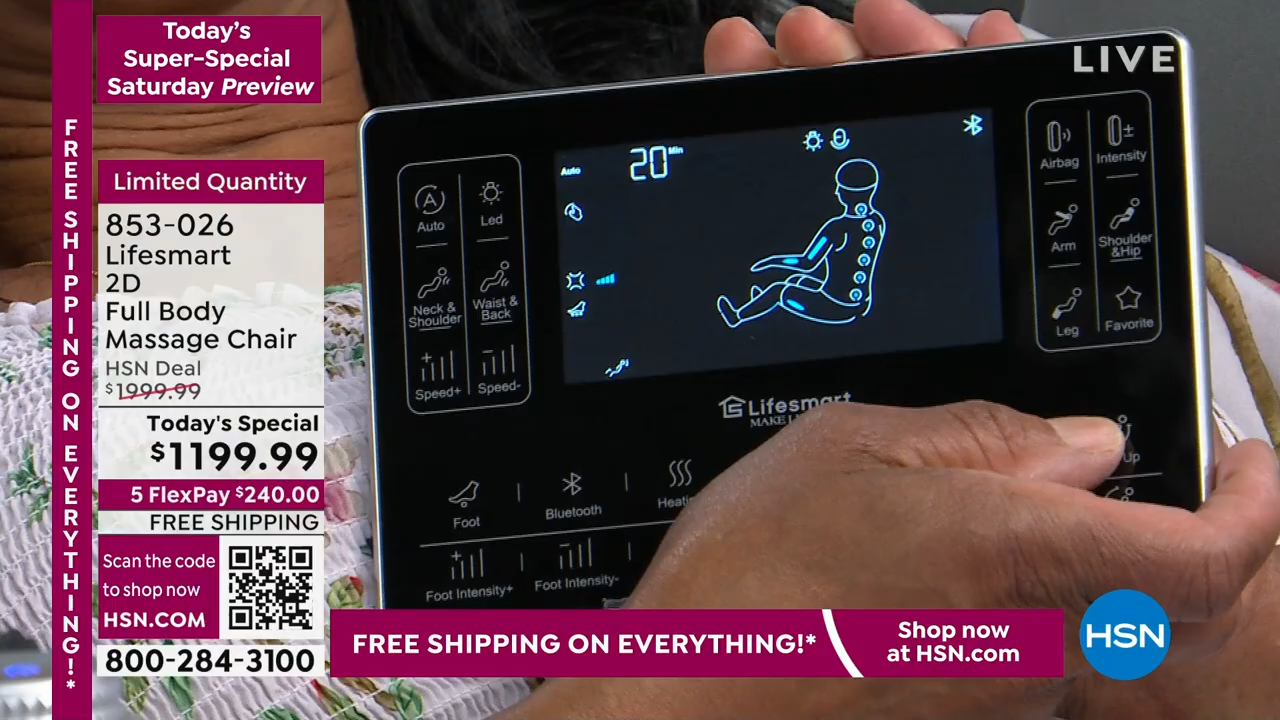 Today's
Super-Special
Saturday Preview
FREE SHIPPING ON EVERYTHING!*
Limited Quantity
853-026
Lifesmart
2D
Full Body
Massage Chair
HSN Deal
$1999.99
Today's Special
$1199.99
5 FlexPay $240.00
FREE SHIPPING
Scan the code
to shop now
HSN.COM
800-284-3100
LIVE
Auto
Led
Neck &
Shoulder
Waist &
Back
Speed+
Speed-
Auto
20 Min
Airbag
Intensity
Arm
Shoulder
&Hip
Leg
Favorite
Lifesmart
MAKE
Foot
Bluetooth
Up
Foot Intensity+
Foot Intensity-
FREE SHIPPING ON EVERYTHING!*
Shop now
at HSN.com
HSN